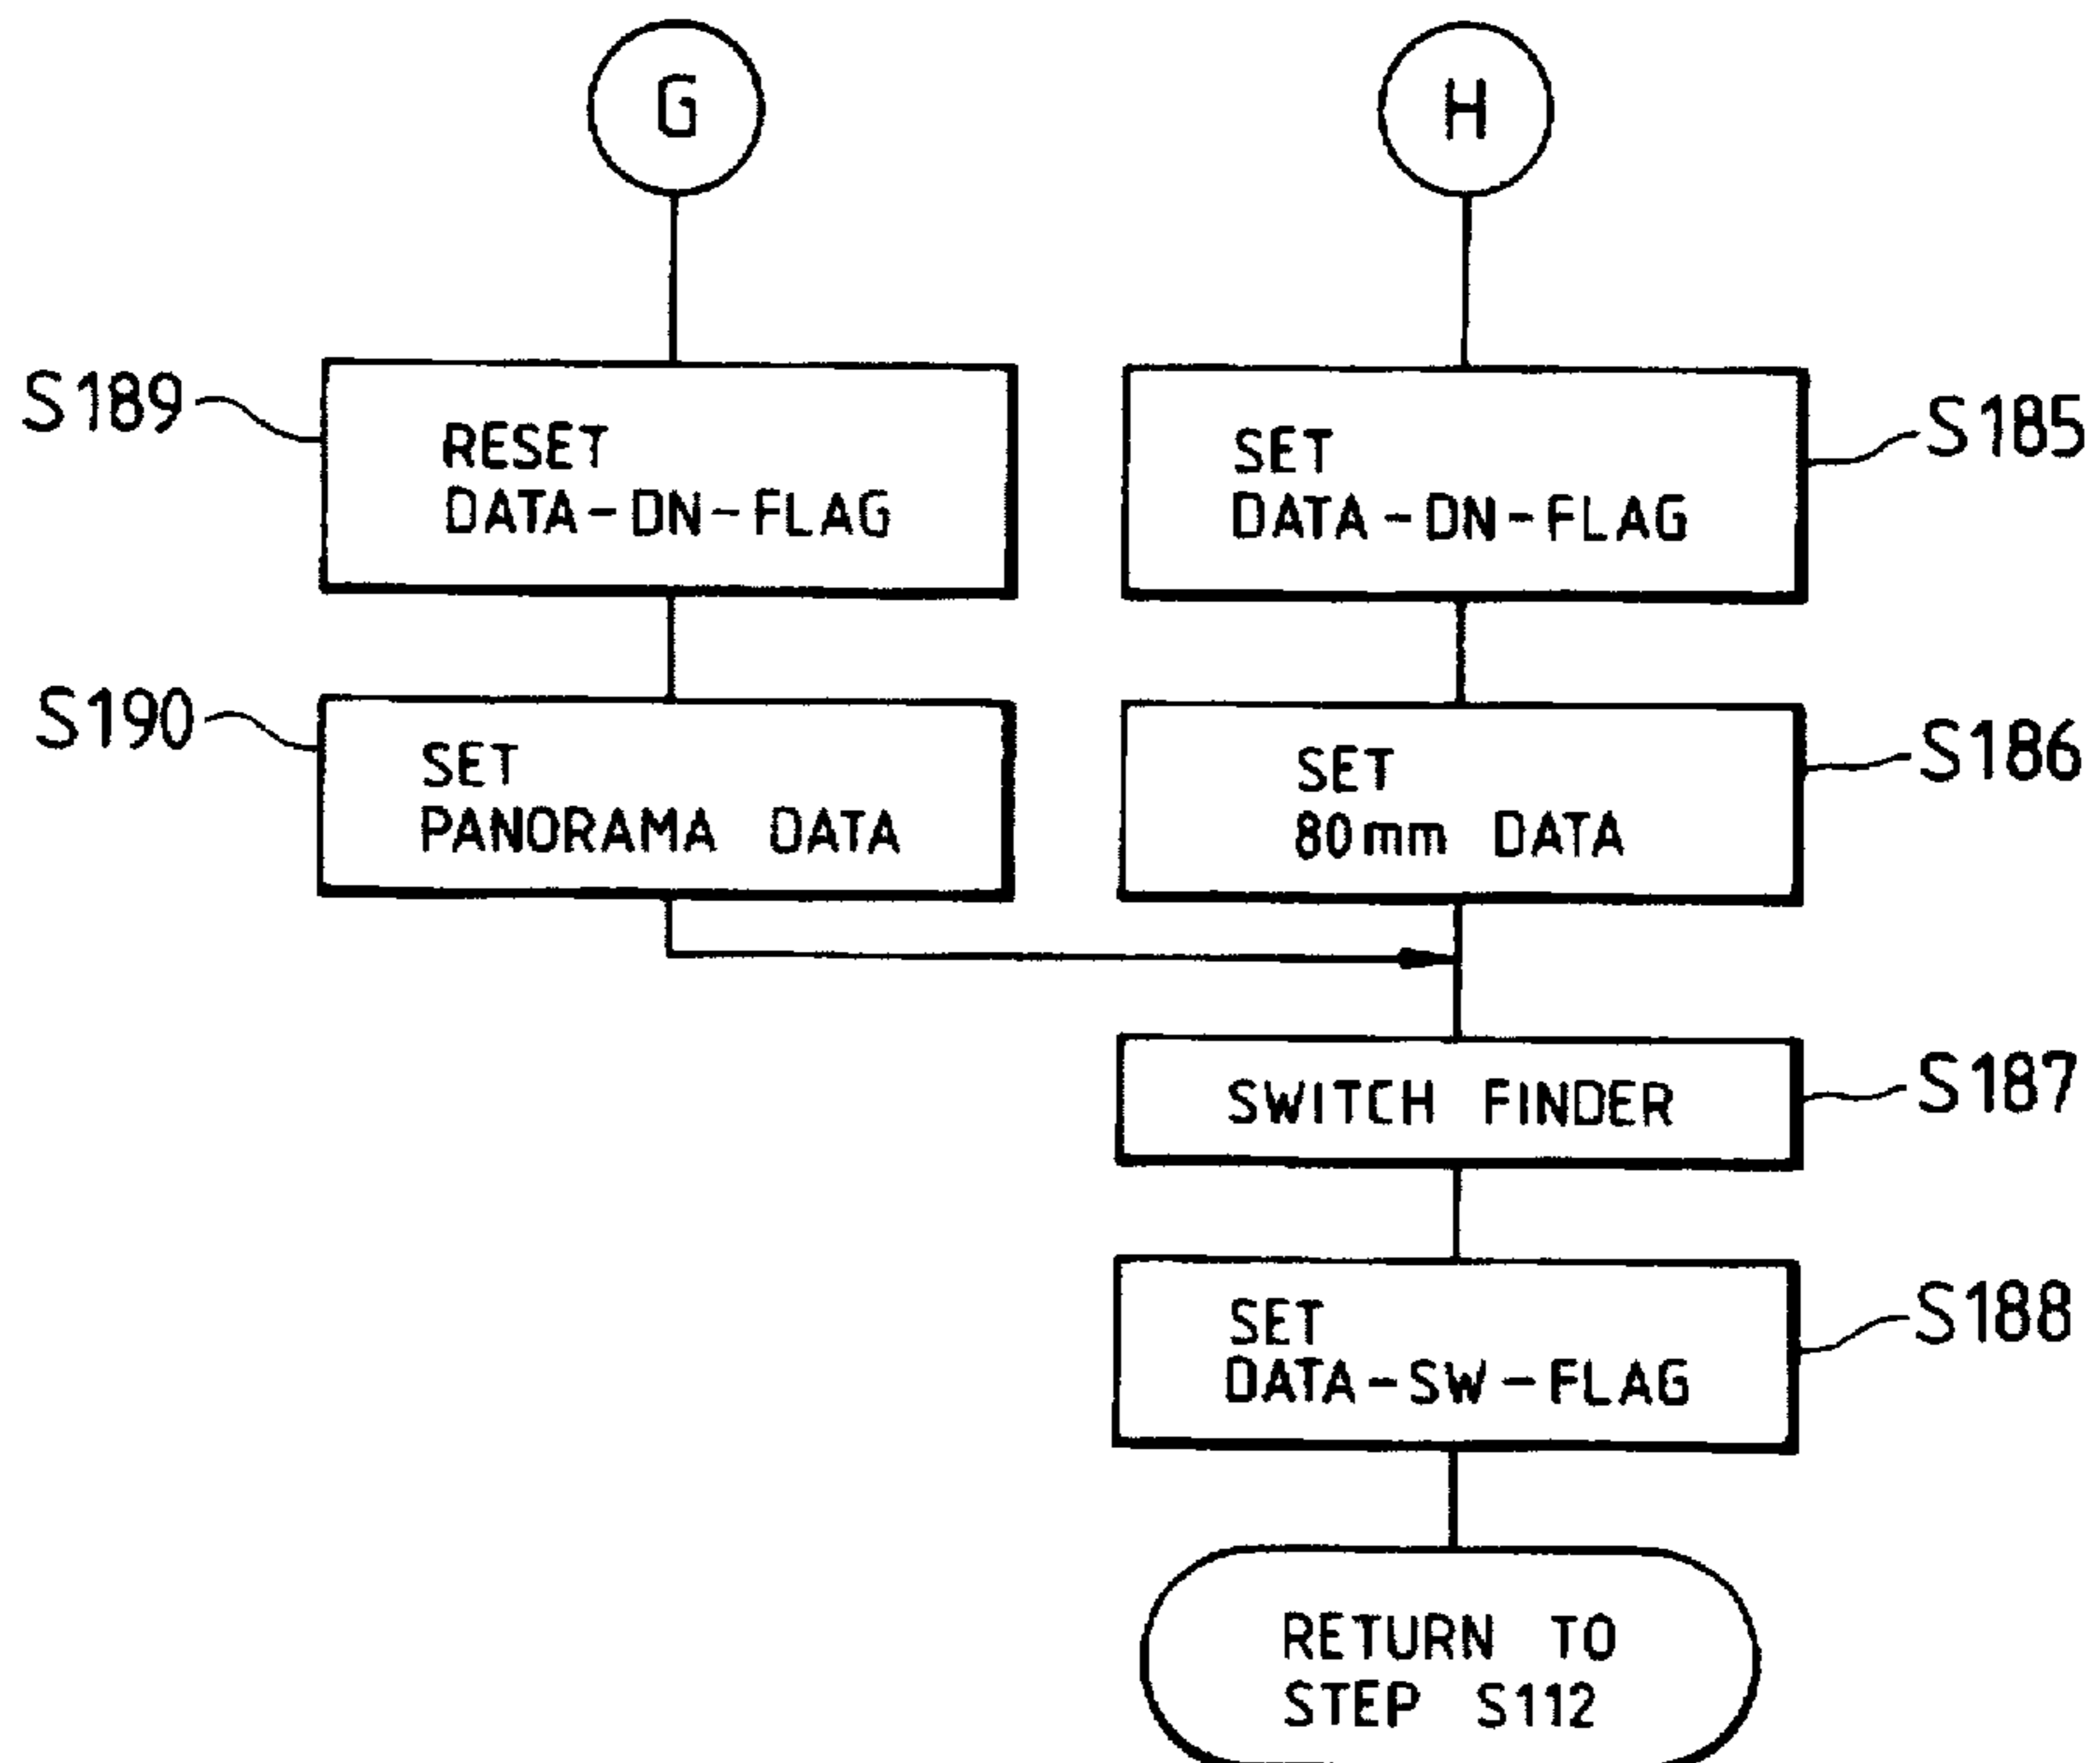 G
H
S189
RESET
DATA-DN-FLAG
SET
DATA-DN-FLAG
S185
S190
SET
PANORAMA DATA
SET
80mm DATA
S186
SWITCH FINDER
S187
SET
DATA-SW-FLAG
S188
RETURN TO
STEP S112